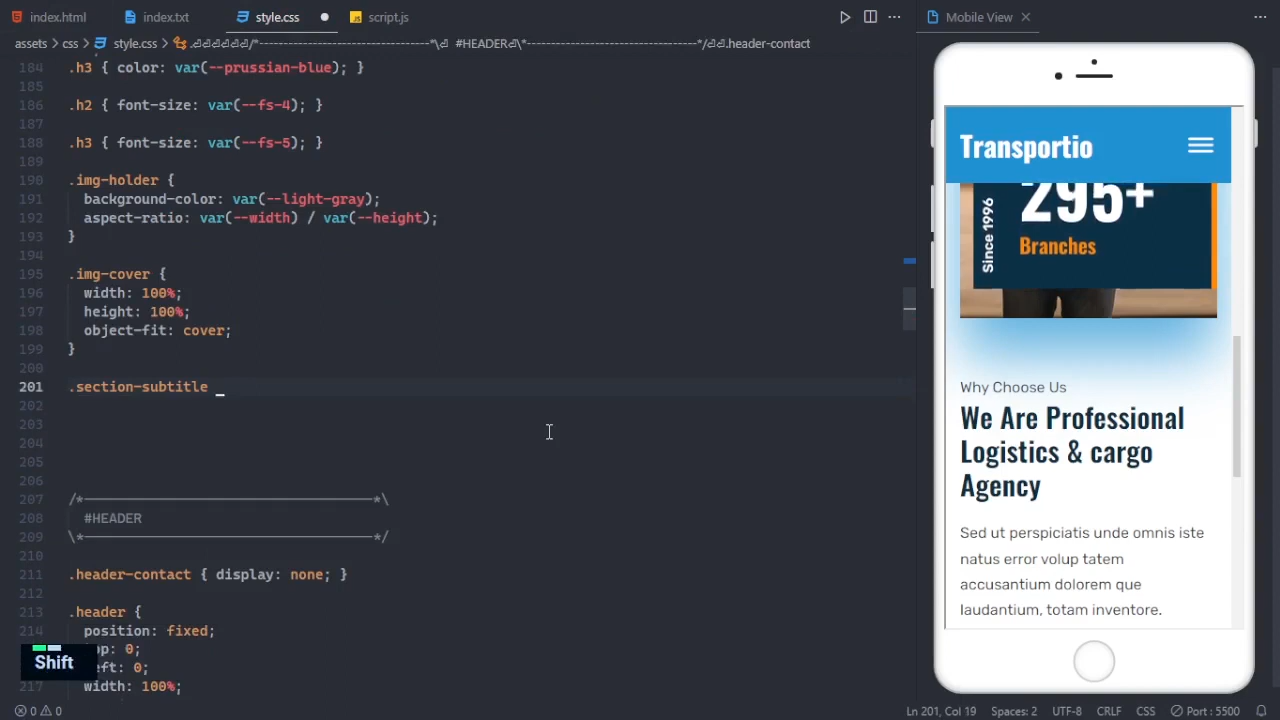 index.html
index.txt
style.css
script.js
Mobile View
assets > css > style.css > .⏎⏎⏎⏎⏎⏎/*-----------------------------------*\⏎  #HEADER⏎\*-----------------------------------*/⏎⏎.header-contact
184 .h3 { color: var(--prussian-blue); }
185
186 .h2 { font-size: var(--fs-4); }
187
188 .h3 { font-size: var(--fs-5); }
189
190 .img-holder {
191 background-color: var(--light-gray);
192 aspect-ratio: var(--width) / var(--height);
193 }
194
195 .img-cover {
196 width: 100%;
197 height: 100%;
198 object-fit: cover;
199 }
200
201 .section-subtitle _
202
203
204
205
206
207 /*-----------------------------------*\
208 #HEADER
209 \*-----------------------------------*/
210
211 .header-contact { display: none; }
212
213 .header {
214 position: fixed;
top: 0;
left: 0;
217 width: 100%;
Shift
0 0
Ln 201, Col 19
Spaces: 2
UTF-8
CRLF
CSS
Port : 5500
Transportio
Since 1996
295+
Branches
Why Choose Us
We Are Professional
Logistics & cargo
Agency
Sed ut perspiciatis unde omnis iste
natus error volup tatem
accusantium dolorem que
laudantium, totam inventore.